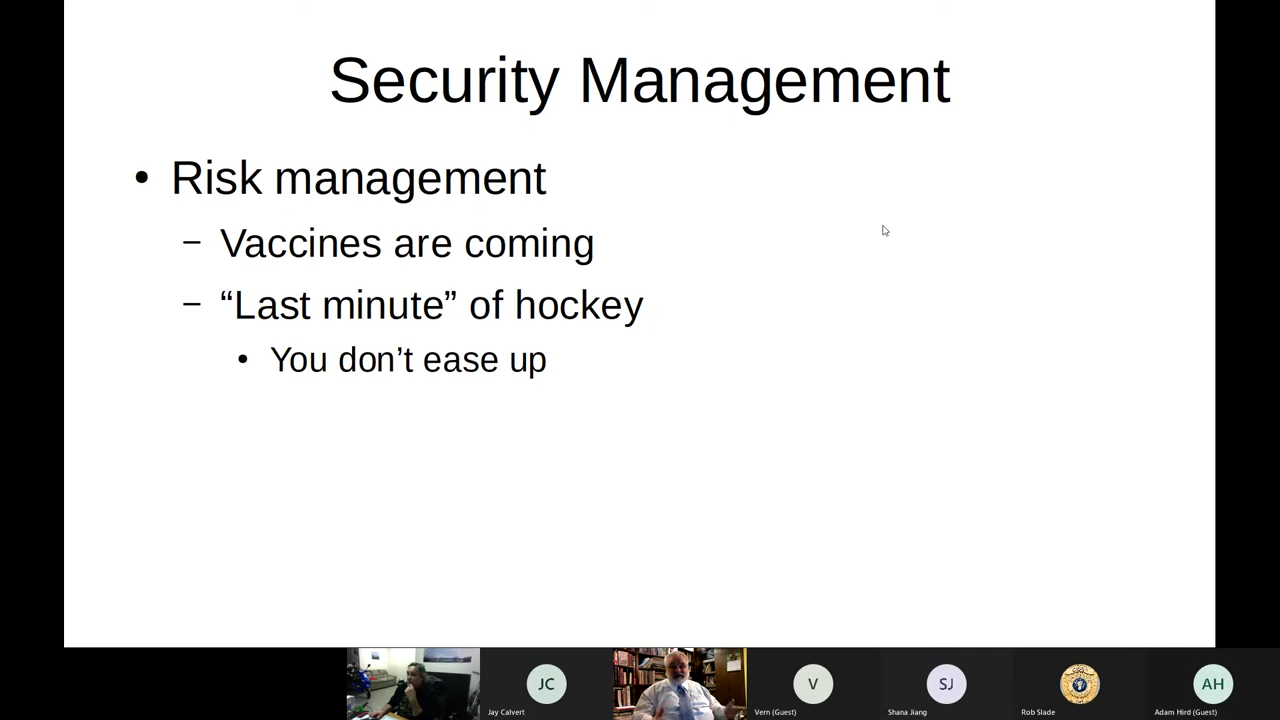 Security Management
• Risk management
– Vaccines are coming
– “Last minute” of hockey
• You don’t ease up
JC
V
SJ
AH
Jay Calvert
Vern (Guest)
Shana Jiang
Rob Slade
Adam Hird (Guest)